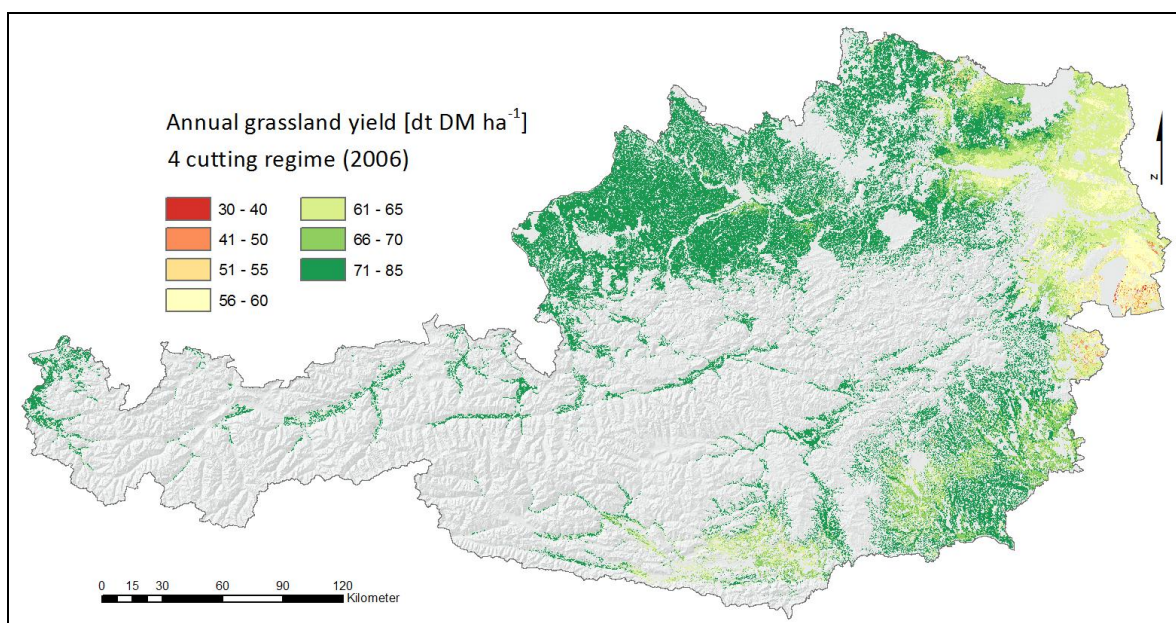 Annual grassland yield [dt DM ha⁻¹]
4 cutting regime (2006)
30 - 40
61 - 65
41 - 50
66 - 70
51 - 55
71 - 85
56 - 60
N
0 15 30 60 90 120
Kilometer